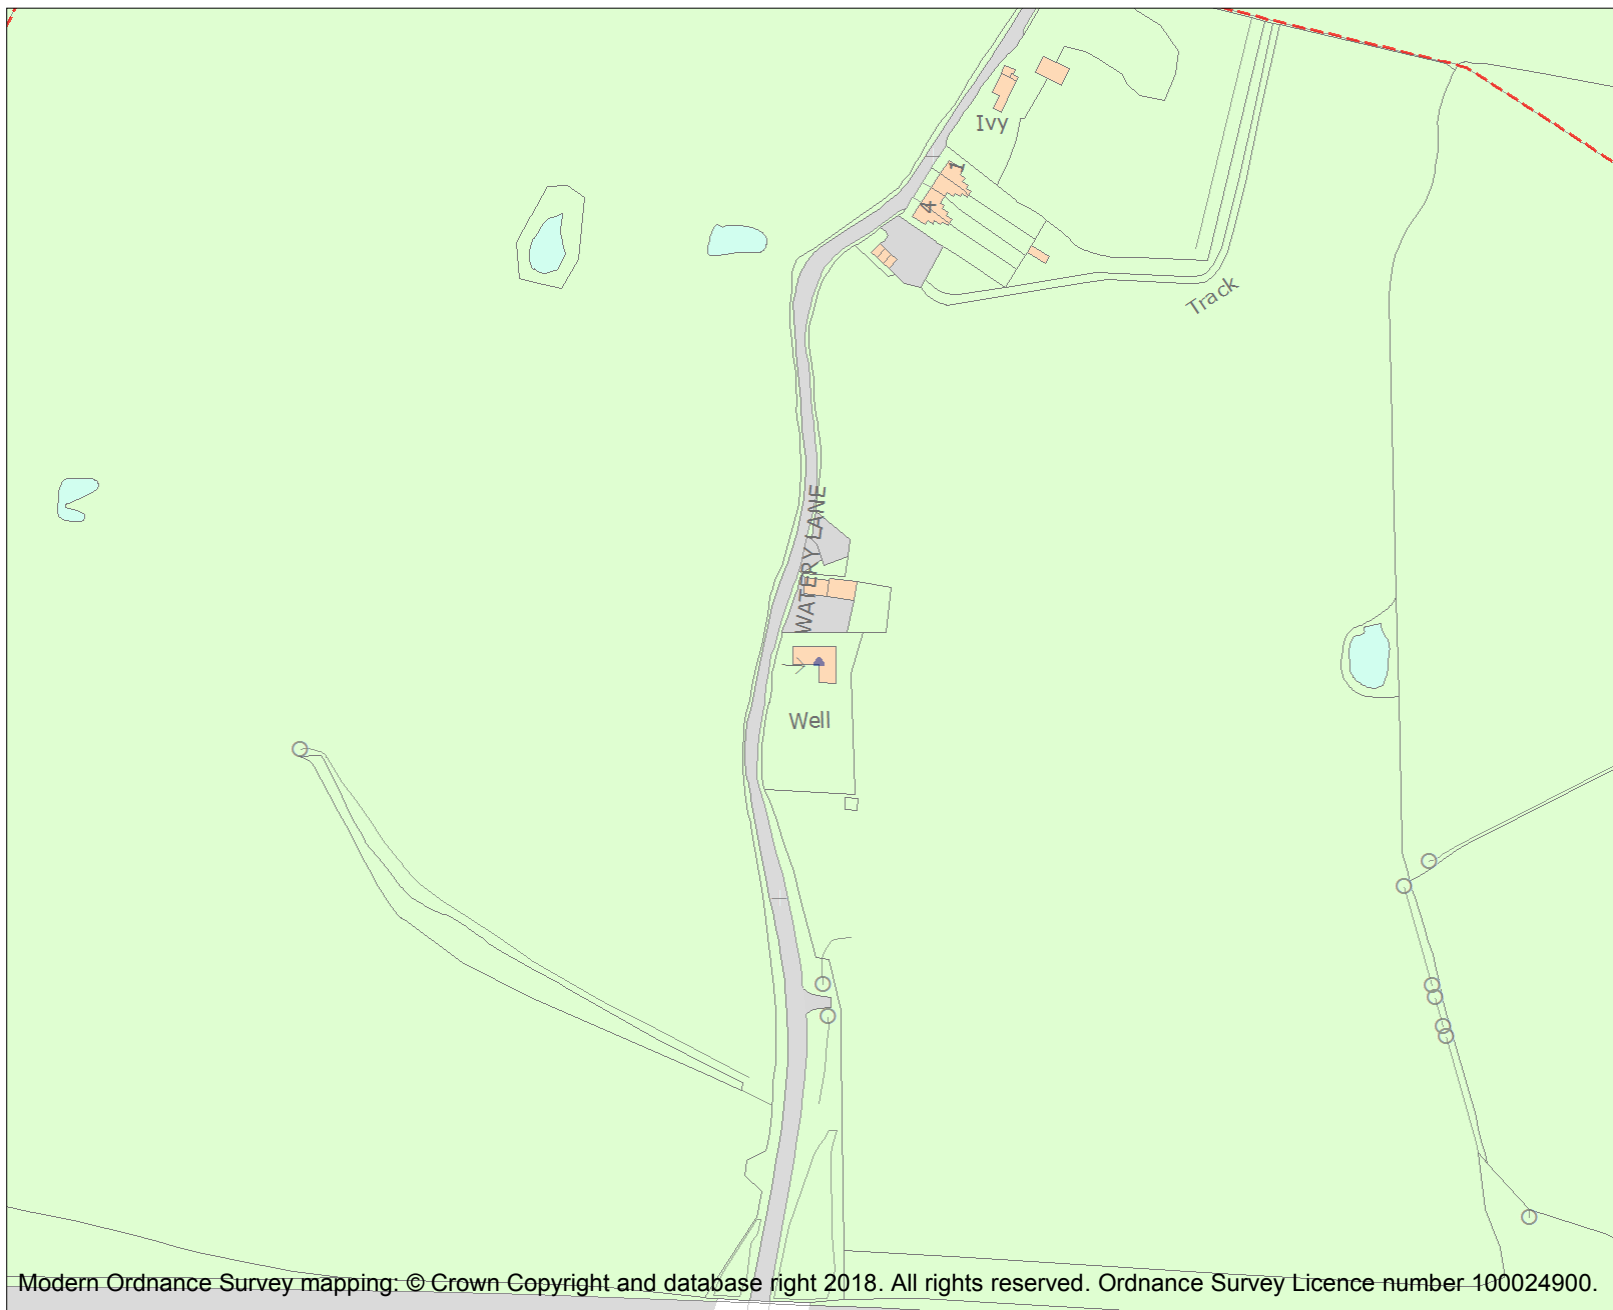 Ivy
1
4
Track
WATERY LANE
Well
Modern Ordnance Survey mapping: © Crown Copyright and database right 2018. All rights reserved. Ordnance Survey Licence number 100024900.